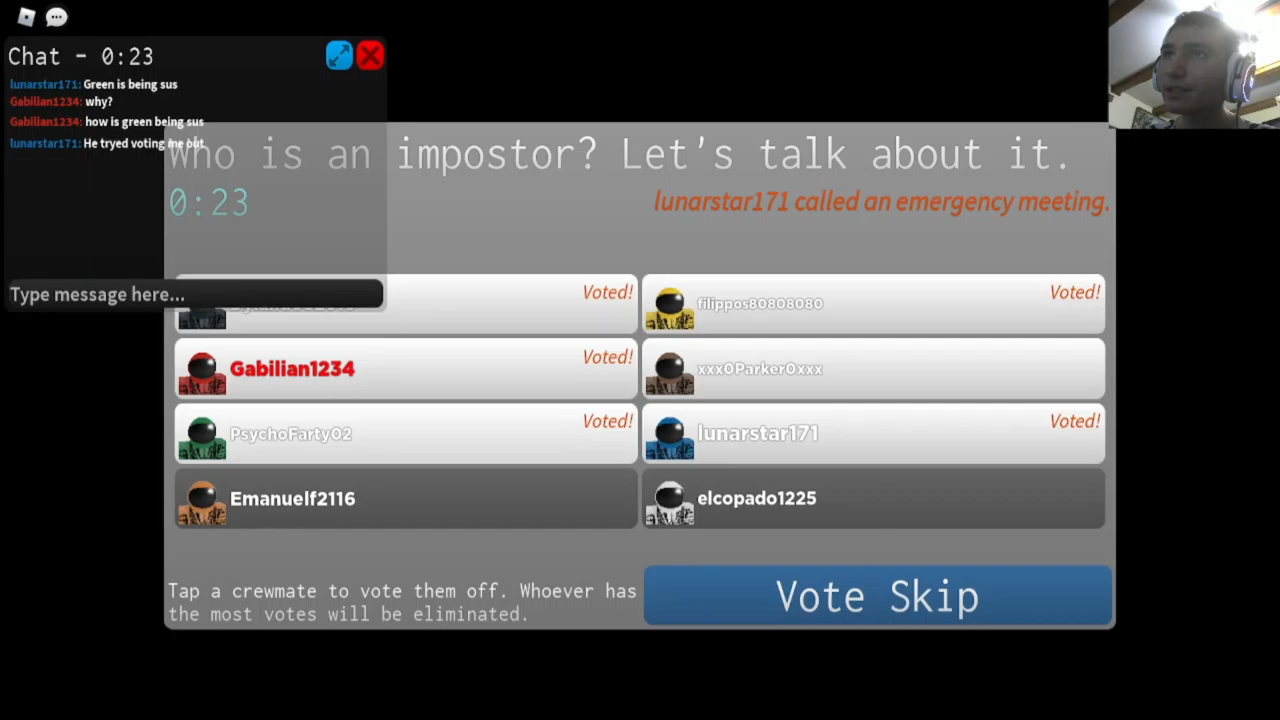 Chat - 0:23
lunarstar171: Green is being sus
Gabilian1234: why?
Gabilian1234: how is green being sus
lunarstar171: He tryed voting me out
Type message here...
Who is an impostor? Let's talk about it.
0:23
lunarstar171 called an emergency meeting.
Voted!
filippos80808080 Voted!
Gabilian1234 Voted!
xxx0Parker0xxx
PsychoFarty02 Voted!
lunarstar171 Voted!
Emanuelf2116
elcopado1225
Tap a crewmate to vote them off. Whoever has
the most votes will be eliminated.
Vote Skip